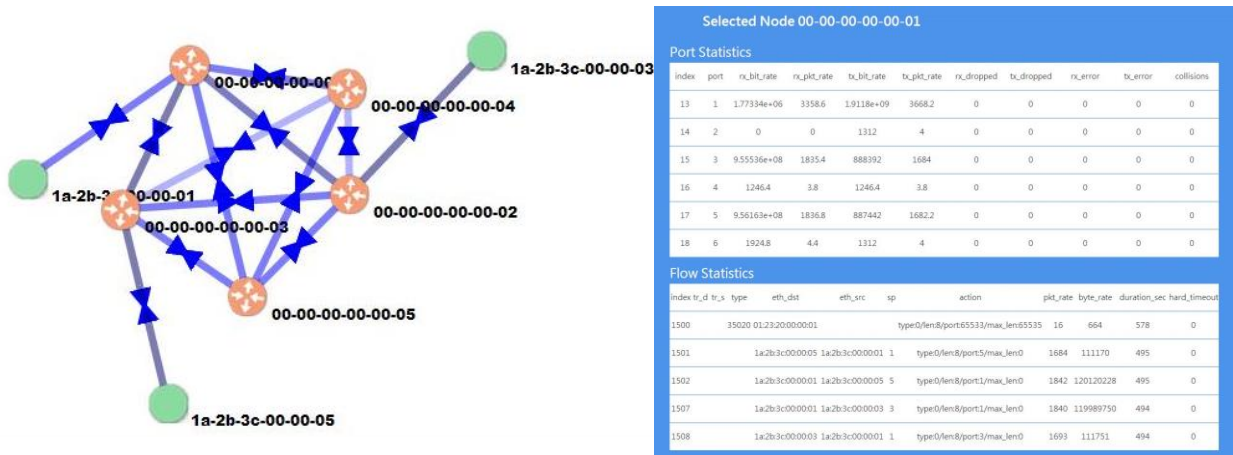 00-00-00-00-00
1a-2b-3c-00-00-03
00-00-00-00-00-04
1a-2b-3c-00-00-01
00-00-00-00-00-02
00-00-00-00-00-03
00-00-00-00-00-05
1a-2b-3c-00-00-05
Selected Node 00-00-00-00-00-01
Port Statistics
index port rx_bit_rate rx_pkt_rate tx_bit_rate tx_pkt_rate rx_dropped tx_dropped rx_error tx_error collisions
13 1 1.77334e+06 3358.6 1.9118e+09 3668.2 0 0 0 0 0
14 2 0 0 1312 4 0 0 0 0 0
15 3 9.55536e+08 1835.4 888392 1684 0 0 0 0 0
16 4 1246.4 3.8 1246.4 3.8 0 0 0 0 0
17 5 9.56163e+08 1836.8 887442 1682.2 0 0 0 0 0
18 6 1924.8 4.4 1312 4 0 0 0 0 0
Flow Statistics
index tr_d tr_s type eth_dst eth_src sp action pkt_rate byte_rate duration_sec hard_timeout
1500 35020 01:23:20:00:00:01 type:0/len:8/port:65533/max_len:65535 16 664 578 0
1501 1a:2b:3c:00:00:05 1a:2b:3c:00:00:01 1 type:0/len:8/port:5/max_len:0 1684 111170 495 0
1502 1a:2b:3c:00:00:01 1a:2b:3c:00:00:05 5 type:0/len:8/port:1/max_len:0 1842 120120228 495 0
1507 1a:2b:3c:00:00:01 1a:2b:3c:00:00:03 3 type:0/len:8/port:1/max_len:0 1840 119989750 494 0
1508 1a:2b:3c:00:00:03 1a:2b:3c:00:00:01 1 type:0/len:8/port:3/max_len:0 1693 111751 494 0